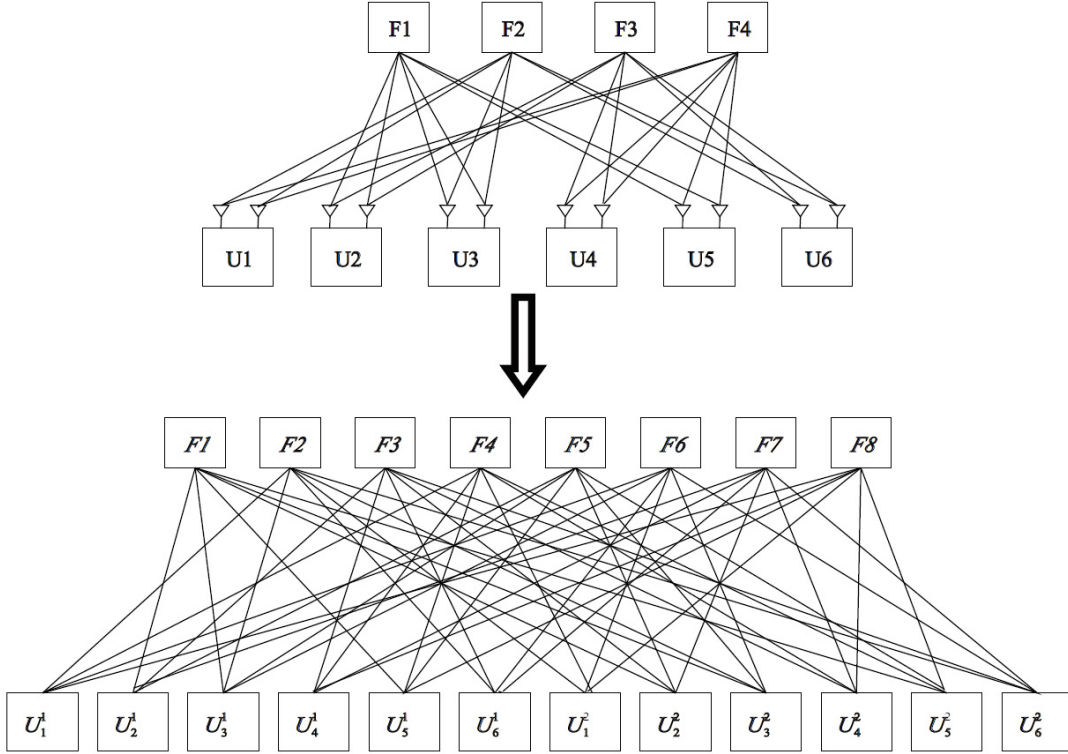 F1 F2 F3 F4
U1 U2 U3 U4 U5 U6
F1 F2 F3 F4 F5 F6 F7 F8
U₁¹ U₂¹ U₃¹ U₄¹ U₅¹ U₆¹ U₁² U₂² U₃² U₄² U₅² U₆²